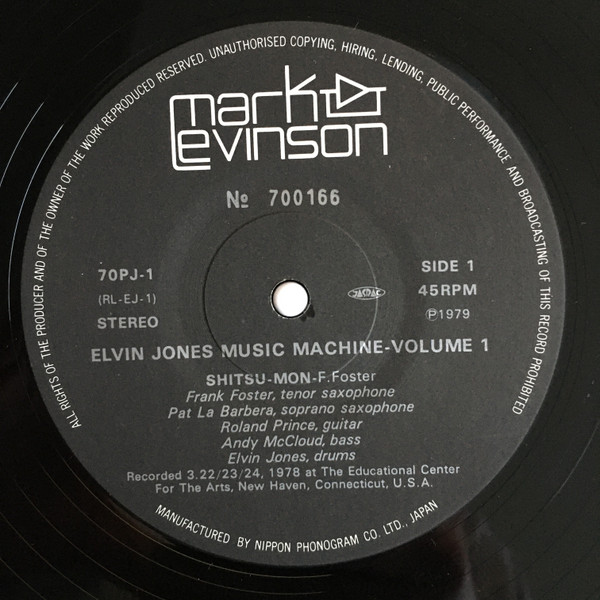 ALL RIGHTS OF THE PRODUCER AND OF THE OWNER OF THE WORK REPRODUCED RESERVED. UNAUTHORISED COPYING, HIRING, LENDING, PUBLIC PERFORMANCE AND BROADCASTING OF THIS RECORD PROHIBITED
mark
Levinson
№ 700166
70PJ-1
(RL-EJ-1)
STEREO
JASRAC
SIDE 1
45RPM
℗1979
ELVIN JONES MUSIC MACHINE-VOLUME 1
SHITSU-MON-F.Foster
Frank Foster, tenor saxophone
Pat La Barbera, soprano saxophone
Roland Prince, guitar
Andy McCloud, bass
Elvin Jones, drums
Recorded 3.22/23/24, 1978 at The Educational Center
For The Arts, New Haven, Connecticut, U.S.A.
MANUFACTURED BY NIPPON PHONOGRAM CO. LTD., JAPAN